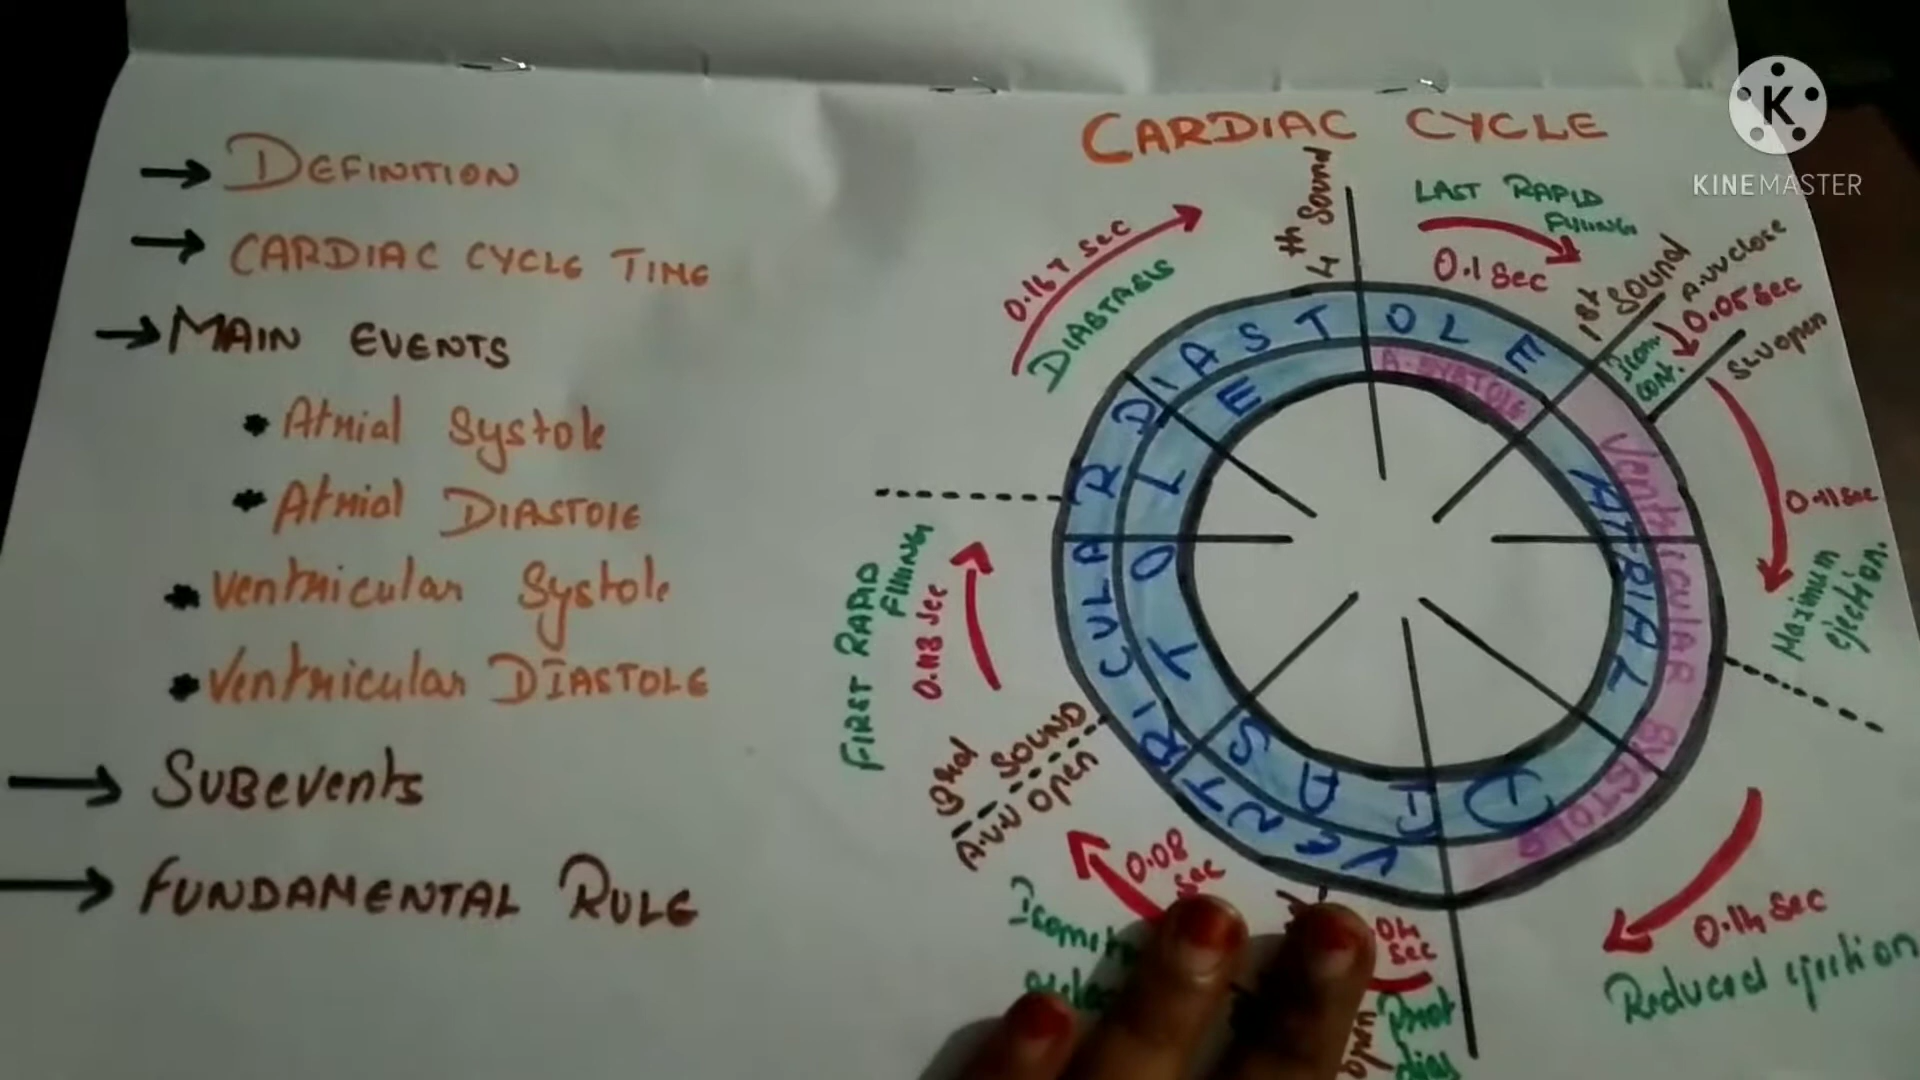 → DEFINITION
→ CARDIAC CYCLE TIME
→ MAIN EVENTS
* Atrial Systole
* Atrial DIASTOLE
* Ventricular Systole
* Ventricular DIASTOLE
→ SUBEvents
→ FUNDAMENTAL RULE
CARDIAC CYCLE
KINEMASTER
4th Sound
LAST RAPID
FILLING
0.1 Sec
1st Sound
A.V.V close
0.05 Sec
SLV open
0.11 Sec
Maximum
ejection.
0.14 Sec
Reduced ejection
04
sec
0.08
Sec
3rd SOUND
A.V.V open
FIRST RAPID
FILLING
0.113 Sec
0.167 Sec
DIASTASIS
VENTRICULAR DIASTOLE
A.SYSTOLE
Ventricular SYSTOLE
ATRIAL DIASTOLE